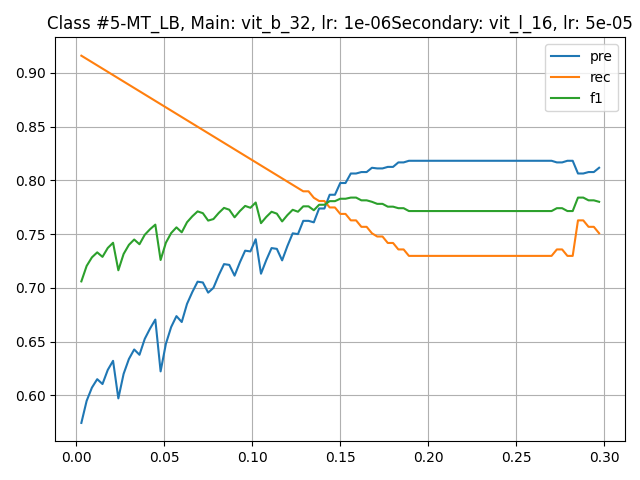 Class #5-MT_LB, Main: vit_b_32, lr: 1e-06Secondary: vit_l_16, lr: 5e-05
pre
rec
f1
0.90
0.85
0.80
0.75
0.70
0.65
0.60
0.00 0.05 0.10 0.15 0.20 0.25 0.30